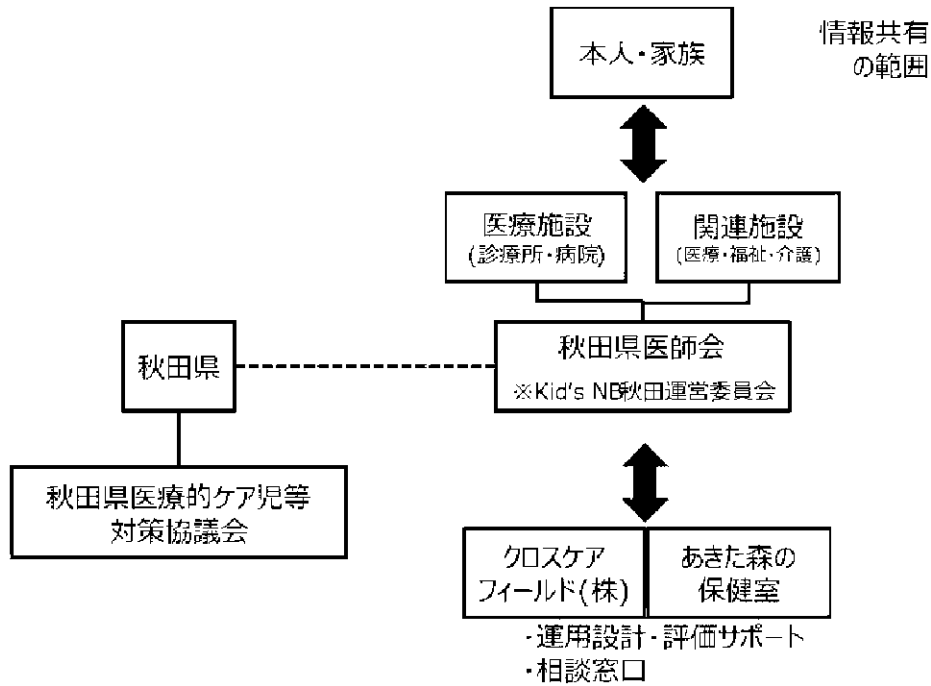 本人・家族
情報共有
の範囲
医療施設
(診療所・病院)
関連施設
(医療・福祉・介護)
秋田県医師会
※Kid's NB秋田運営委員会
秋田県
秋田県医療的ケア児等
対策協議会
クロスケア
フィールド(株)
あきた森の
保健室
・運用設計・評価サポート
・相談窓口